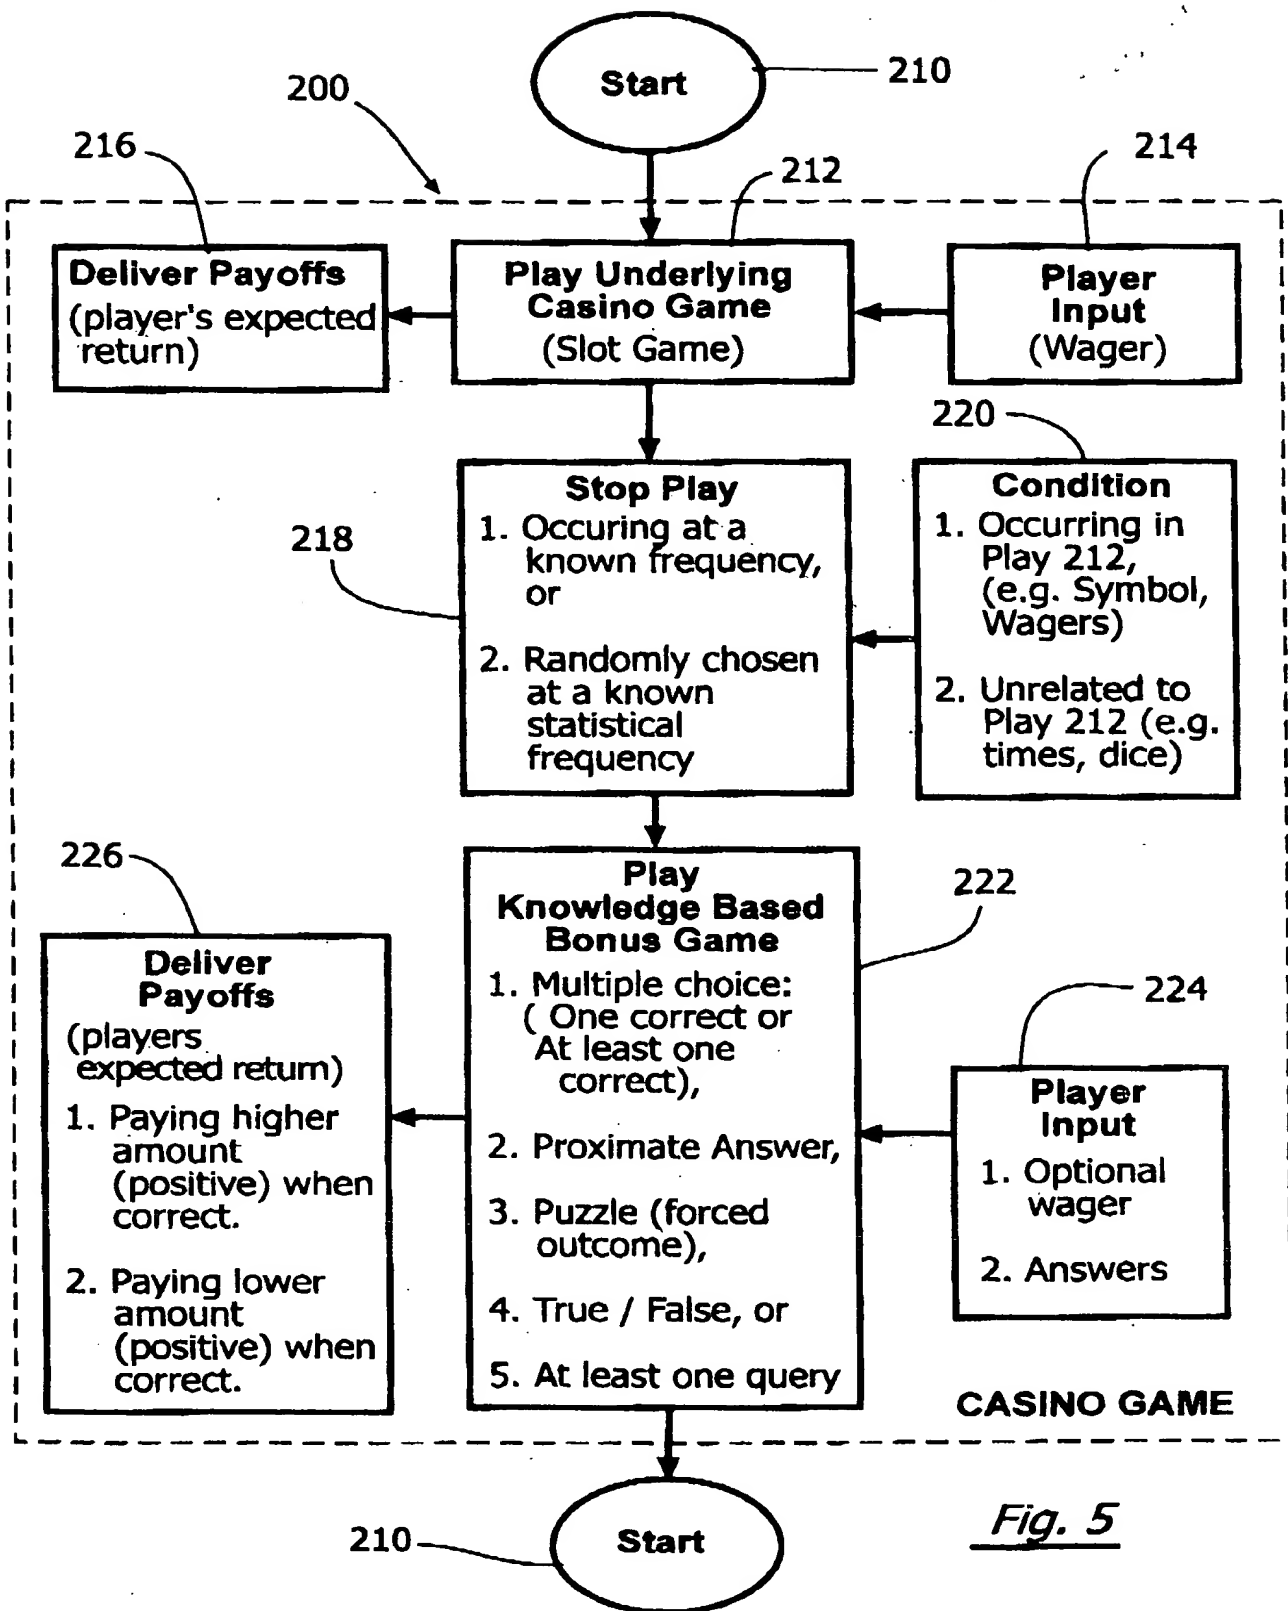 Start
210
200
216
212
214
Deliver Payoffs
(player's expected
return)
Play Underlying
Casino Game
(Slot Game)
Player
Input
(Wager)
220
218
Stop Play
1. Occuring at a
known frequency,
or
2. Randomly chosen
at a known
statistical
frequency
Condition
1. Occurring in
Play 212,
(e.g. Symbol,
Wagers)
2. Unrelated to
Play 212 (e.g.
times, dice)
226
222
Deliver
Payoffs
(players
expected return)
1. Paying higher
amount
(positive) when
correct.
2. Paying lower
amount
(positive) when
correct.
Play
Knowledge Based
Bonus Game
1. Multiple choice:
( One correct or
At least one
correct),
2. Proximate Answer,
3. Puzzle (forced
outcome),
4. True / False, or
5. At least one query
224
Player
Input
1. Optional
wager
2. Answers
CASINO GAME
Start
210
Fig. 5